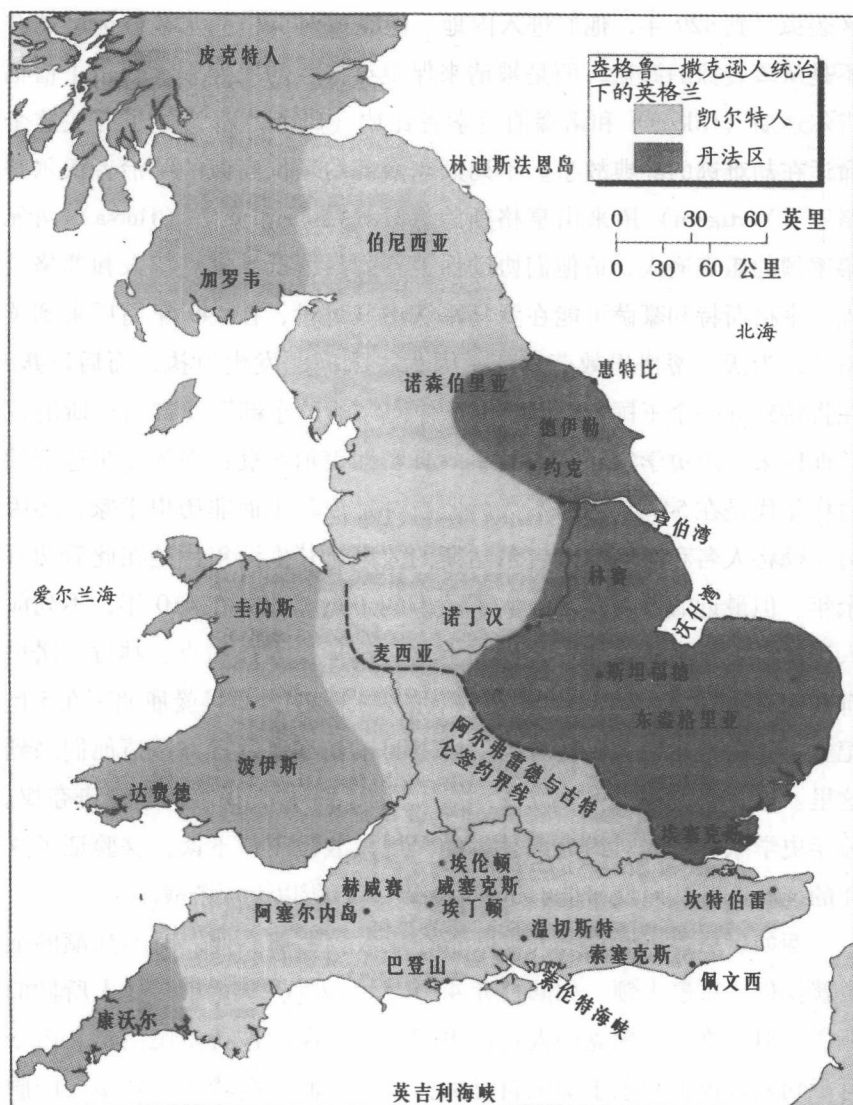 皮克特人
盎格鲁—撒克逊人统治
下的英格兰
凯尔特人
丹法区
0 30 60 英里
0 30 60 公里
林迪斯法恩岛
伯尼西亚
加罗韦
北海
诺森伯里亚
惠特比
德伊勒
约克
亨伯湾
林赛
爱尔兰海
圭内斯
诺丁汉
沃什湾
麦西亚
斯坦福德
东盎格里亚
阿尔弗雷德与古特
仑签约界线
波伊斯
达费德
埃塞克斯
埃伦顿
赫威赛
威塞克斯
坎特伯雷
阿塞尔内岛
埃丁顿
温切斯特
索塞克斯
巴登山
佩文西
索伦特海峡
康沃尔
英吉利海峡